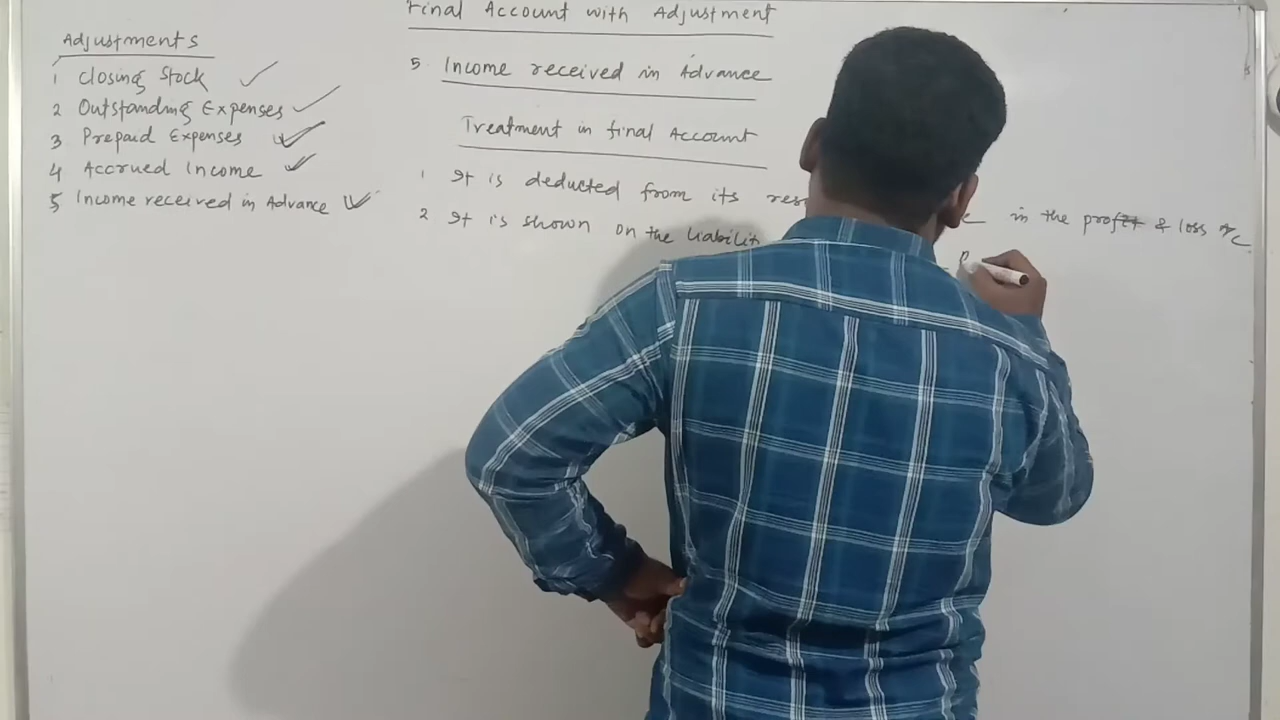 Adjustments
1 Closing Stock
2 Outstanding Expenses
3 Prepaid Expenses
4 Accrued Income
5 Income received in Advance
Final Account with Adjustment
5 Income received in Advance
Treatment in final Account
1 It is deducted from its in the profit & loss A/C
2 It is shown on the